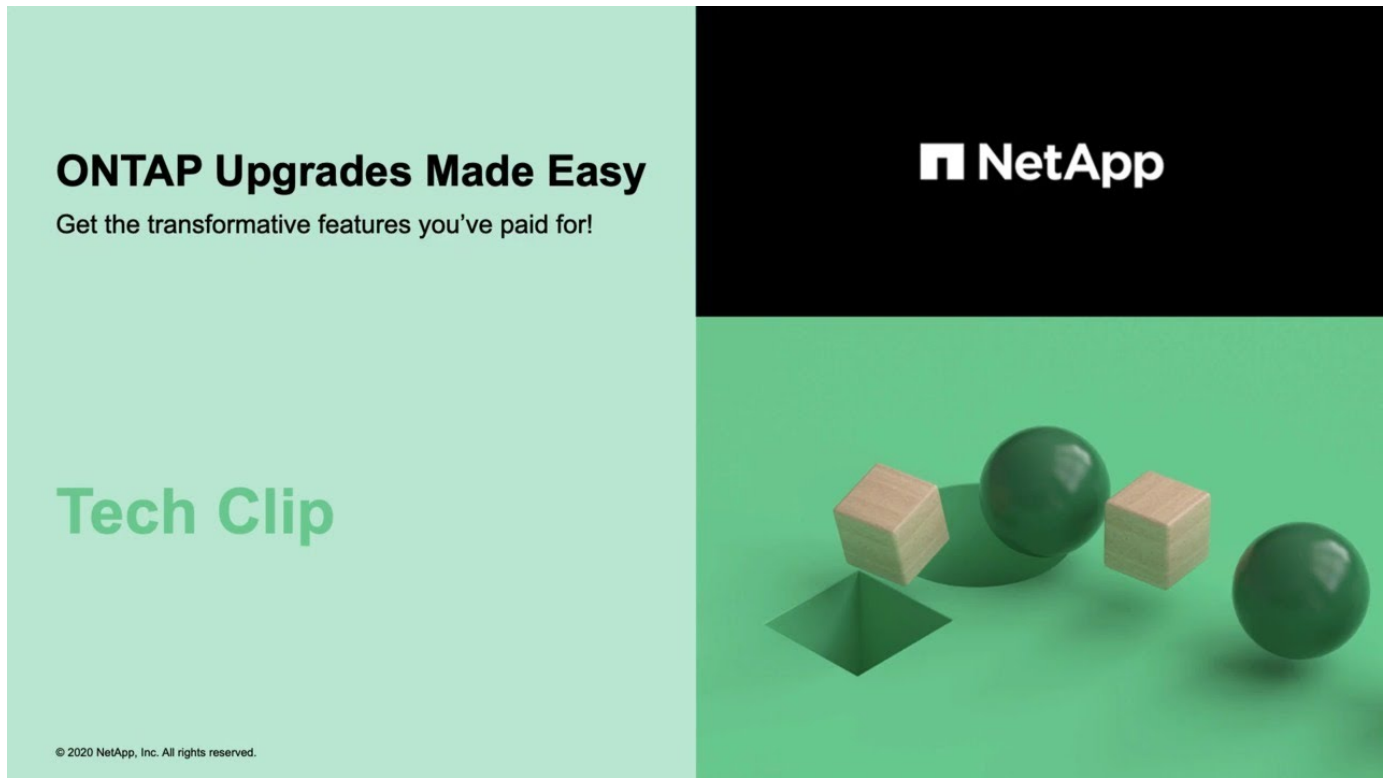 ONTAP Upgrades Made Easy
Get the transformative features you’ve paid for!
Tech Clip
© 2020 NetApp, Inc. All rights reserved.
NetApp